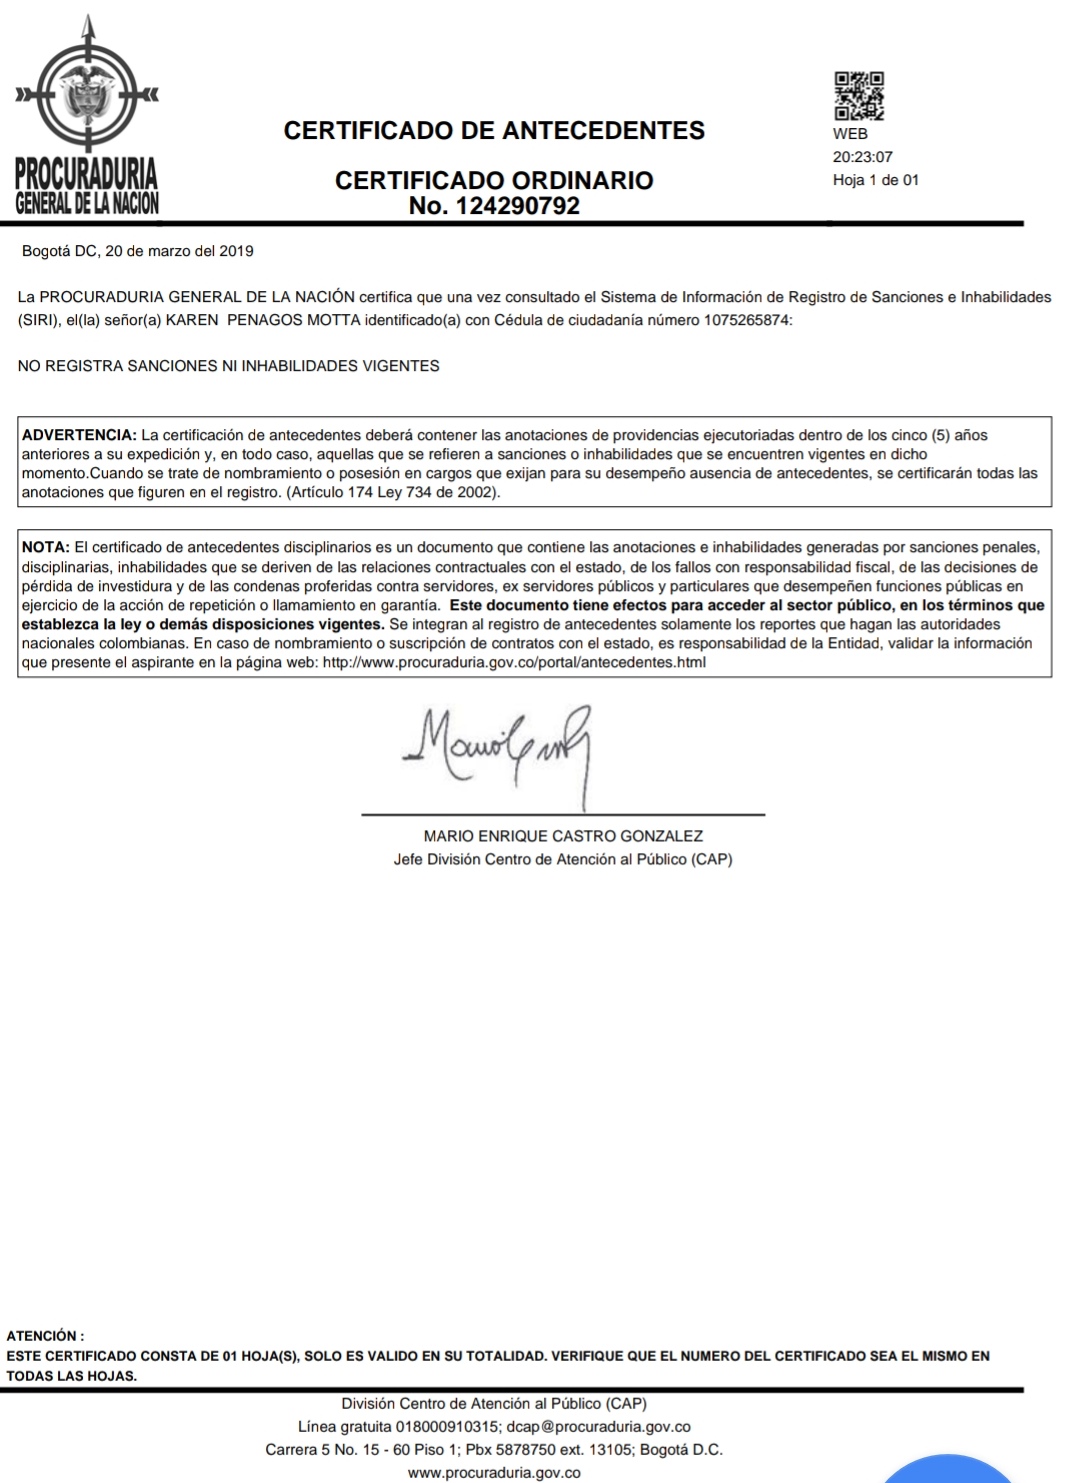 PROCURADURIA
GENERAL DE LA NACION
CERTIFICADO DE ANTECEDENTES
CERTIFICADO ORDINARIO
No. 124290792
WEB
20:23:07
Hoja 1 de 01
Bogotá DC, 20 de marzo del 2019
La PROCURADURIA GENERAL DE LA NACIÓN certifica que una vez consultado el Sistema de Información de Registro de Sanciones e Inhabilidades
(SIRI), el(la) señor(a) KAREN  PENAGOS MOTTA identificado(a) con Cédula de ciudadanía número 1075265874:
NO REGISTRA SANCIONES NI INHABILIDADES VIGENTES
ADVERTENCIA: La certificación de antecedentes deberá contener las anotaciones de providencias ejecutoriadas dentro de los cinco (5) años
anteriores a su expedición y, en todo caso, aquellas que se refieren a sanciones o inhabilidades que se encuentren vigentes en dicho
momento.Cuando se trate de nombramiento o posesión en cargos que exijan para su desempeño ausencia de antecedentes, se certificarán todas las
anotaciones que figuren en el registro. (Artículo 174 Ley 734 de 2002).
NOTA: El certificado de antecedentes disciplinarios es un documento que contiene las anotaciones e inhabilidades generadas por sanciones penales,
disciplinarias, inhabilidades que se deriven de las relaciones contractuales con el estado, de los fallos con responsabilidad fiscal, de las decisiones de
pérdida de investidura y de las condenas proferidas contra servidores, ex servidores públicos y particulares que desempeñen funciones públicas en
ejercicio de la acción de repetición o llamamiento en garantía.  Este documento tiene efectos para acceder al sector público, en los términos que
establezca la ley o demás disposiciones vigentes. Se integran al registro de antecedentes solamente los reportes que hagan las autoridades
nacionales colombianas. En caso de nombramiento o suscripción de contratos con el estado, es responsabilidad de la Entidad, validar la información
que presente el aspirante en la página web: http://www.procuraduria.gov.co/portal/antecedentes.html
MARIO ENRIQUE CASTRO GONZALEZ
Jefe División Centro de Atención al Público (CAP)
ATENCIÓN :
ESTE CERTIFICADO CONSTA DE 01 HOJA(S), SOLO ES VALIDO EN SU TOTALIDAD. VERIFIQUE QUE EL NUMERO DEL CERTIFICADO SEA EL MISMO EN
TODAS LAS HOJAS.
División Centro de Atención al Público (CAP)
Línea gratuita 018000910315; dcap@procuraduria.gov.co
Carrera 5 No. 15 - 60 Piso 1; Pbx 5878750 ext. 13105; Bogotá D.C.
www.procuraduria.gov.co